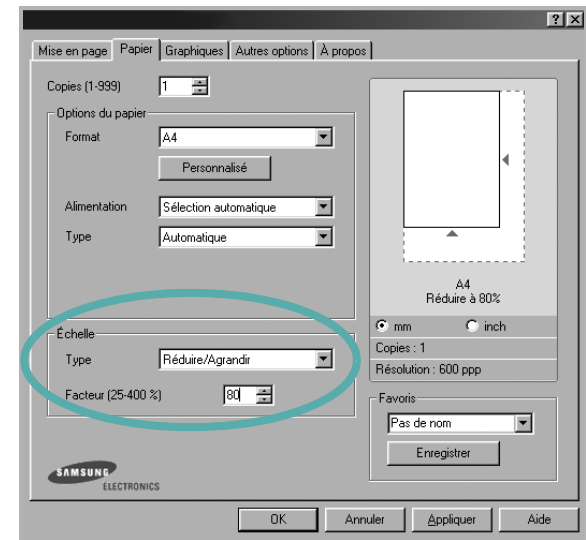 ? ×
Mise en page Papier Graphiques Autres options À propos
Copies (1-999) 1
Options du papier
Format A4
Personnalisé
Alimentation Sélection automatique
Type Automatique
Échelle
Type Réduire/Agrandir
Facteur (25-400 %) 80
A4
Réduire à 80%
mm inch
Copies : 1
Résolution : 600 ppp
Favoris
Pas de nom
Enregistrer
SAMSUNG
ELECTRONICS
OK Annuler Appliquer Aide